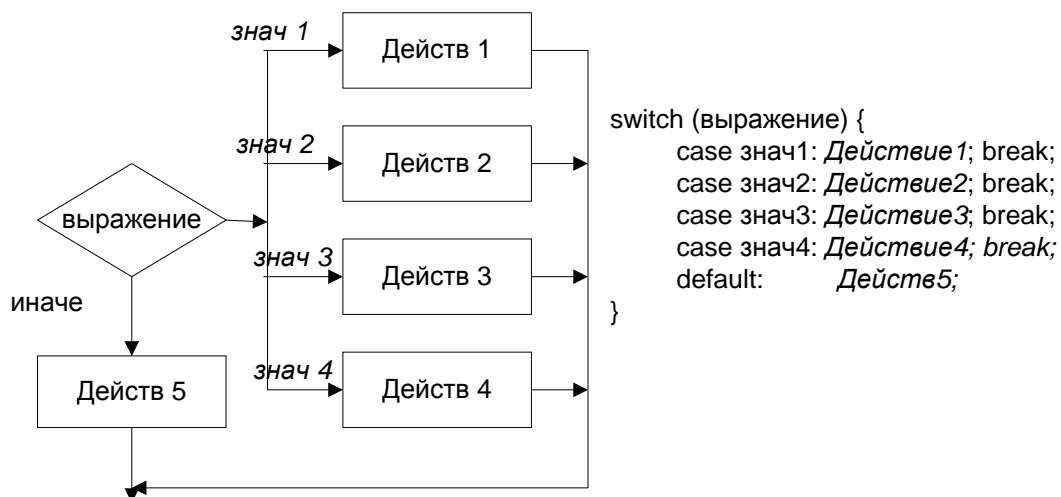 знач 1
Действ 1
знач 2
Действ 2
выражение
знач 3
Действ 3
иначе
знач 4
Действ 4
Действ 5
switch (выражение) {
case знач1: Действие1; break;
case знач2: Действие2; break;
case знач3: Действие3; break;
case знач4: Действие4; break;
default: Действ5;
}